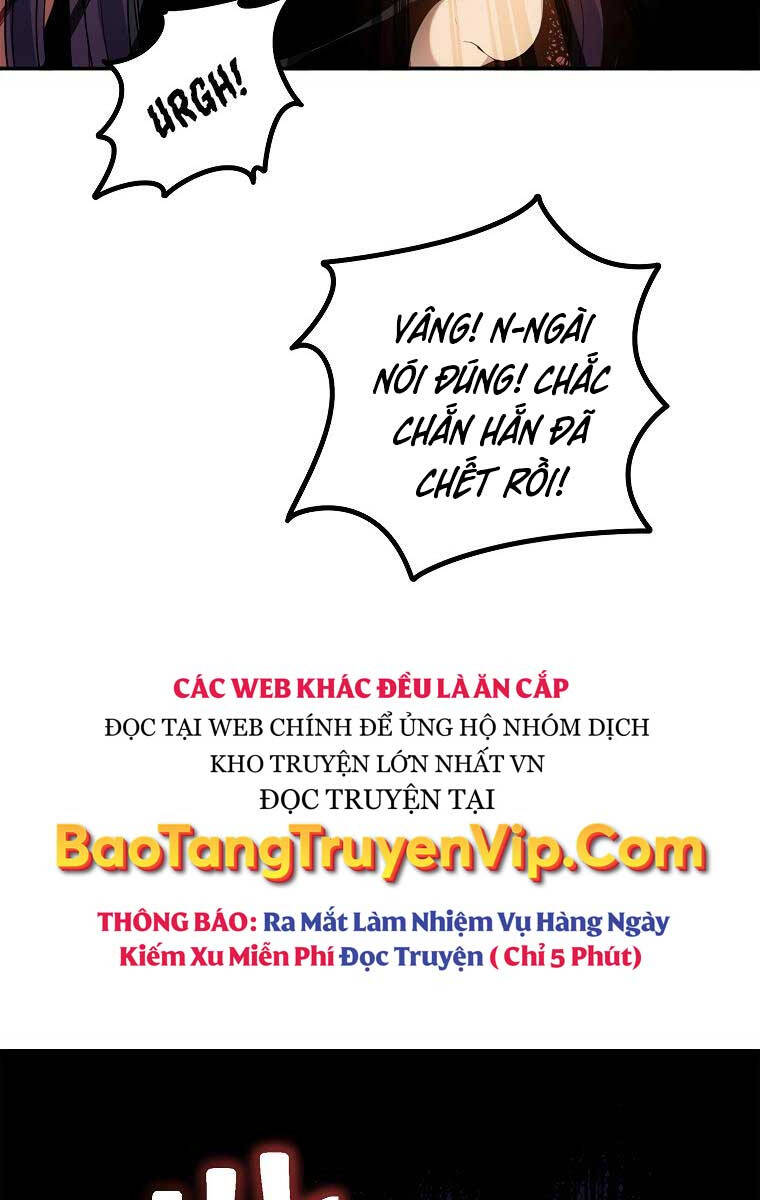 URGH!
VÂNG! N-NGÀI
NÓI ĐÚNG! CHẮC
CHẮN HẮN ĐÃ
CHẾT RỒI!
CÁC WEB KHÁC ĐỀU LÀ ĂN CẮP
ĐỌC TẠI WEB CHÍNH ĐỂ ỦNG HỘ NHÓM DỊCH
KHO TRUYỆN LỚN NHẤT VN
ĐỌC TRUYỆN TẠI
BaoTangTruyenVip.Com
THÔNG BÁO: Ra Mắt Làm Nhiệm Vụ Hàng Ngày
Kiếm Xu Miễn Phí Đọc Truyện ( Chỉ 5 Phút)